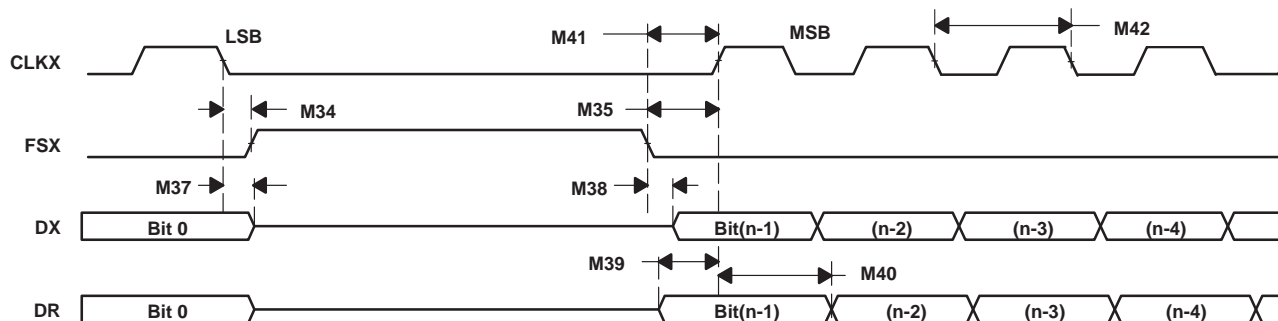 LSB
M41
MSB
M42
CLKX
M34
M35
FSX
M37
M38
DX
Bit 0
Bit(n-1)
(n-2)
(n-3)
(n-4)
M39
M40
DR
Bit 0
Bit(n-1)
(n-2)
(n-3)
(n-4)